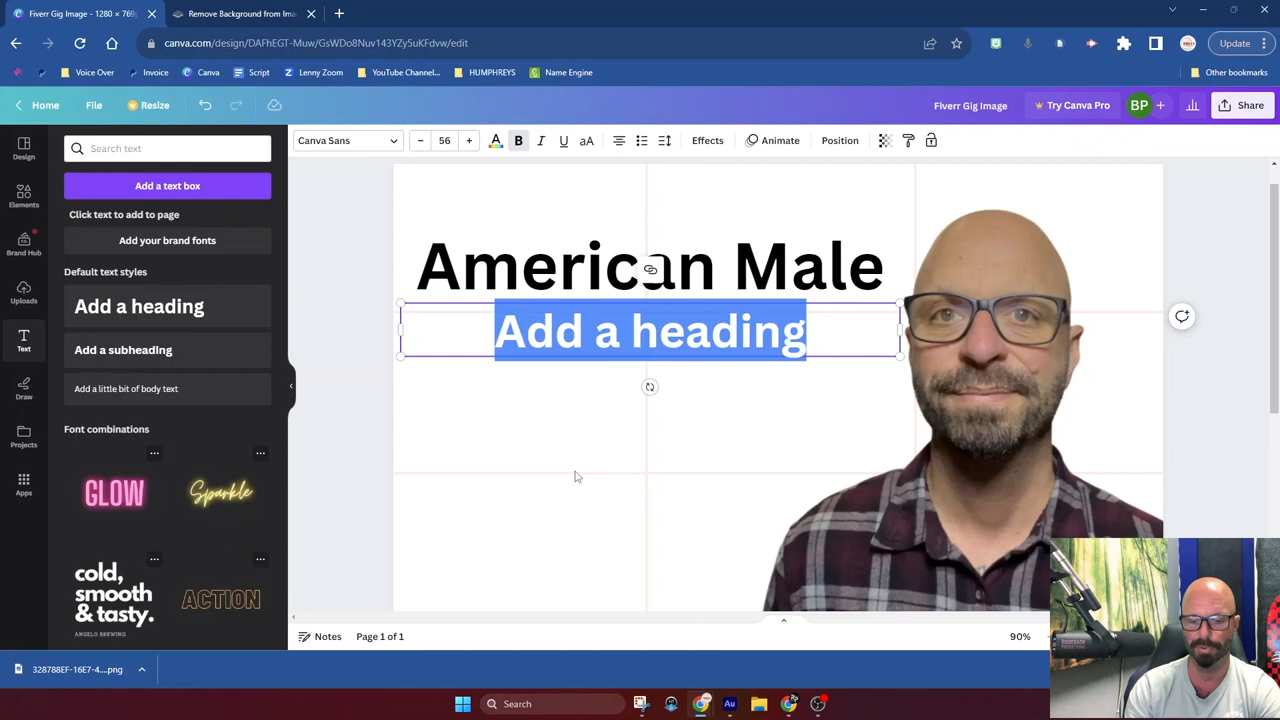 Fiverr Gig Image - 1280 × 769p
Remove Background from Ima
canva.com/design/DAFhEGT-Muw/GsWDo8Nuv143YZy5uKFdvw/edit
Update
Voice Over
Invoice
Canva
Script
Lenny Zoom
YouTube Channel...
HUMPHREYS
Name Engine
Other bookmarks
Home
File
Resize
Fiverr Gig Image
Try Canva Pro
BP
Share
Design
Elements
Brand Hub
Uploads
Text
Draw
Projects
Apps
Search text
Add a text box
Click text to add to page
Add your brand fonts
Default text styles
Add a heading
Add a subheading
Add a little bit of body text
Font combinations
GLOW
Sparkle
cold,
smooth
& tasty.
ANGELO BREWING
ACTION
Canva Sans
56
A
B
I
U
aA
Effects
Animate
Position
American Male
Add a heading
Notes
Page 1 of 1
90%
328788EF-16E7-4....png
Search
Au